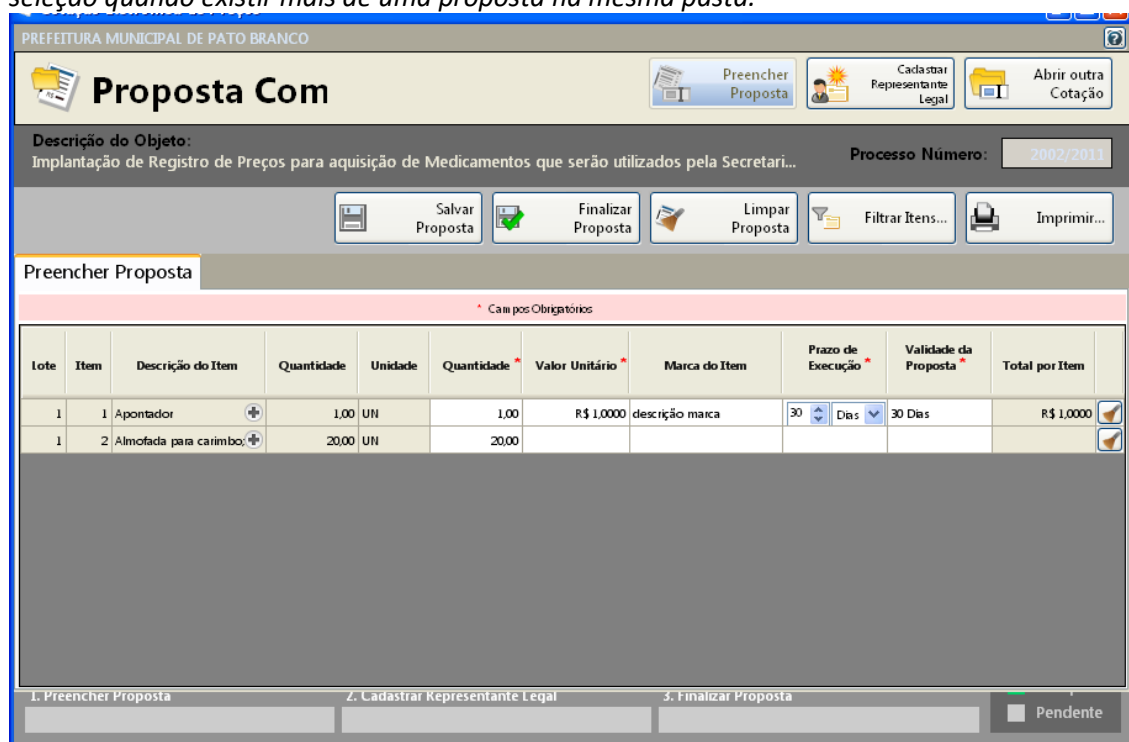 seleção quando existir mais de uma proposta na mesma pasta.
PREFEITURA MUNICIPAL DE PATO BRANCO
Proposta Com
Preencher
Proposta
Cadastrar
Representante
Legal
Abrir outra
Cotação
Descrição do Objeto:
Implantação de Registro de Preços para aquisição de Medicamentos que serão utilizados pela Secretari...
Processo Número: 2002/2011
Salvar
Proposta
Finalizar
Proposta
Limpar
Proposta
Filtrar Itens...
Imprimir...
Preencher Proposta
* Campos Obrigatórios
Lote Item Descrição do Item Quantidade Unidade Quantidade * Valor Unitário * Marca do Item Prazo de Execução * Validade da Proposta * Total por Item
1 1 Apontador 1,00 UN 1,00 R$ 1,0000 descrição marca 30 Dias 30 Dias R$ 1,0000
1 2 Almofada para carimbo; 20,00 UN 20,00
1. Preencher Proposta 2. Cadastrar Representante Legal 3. Finalizar Proposta
Pendente